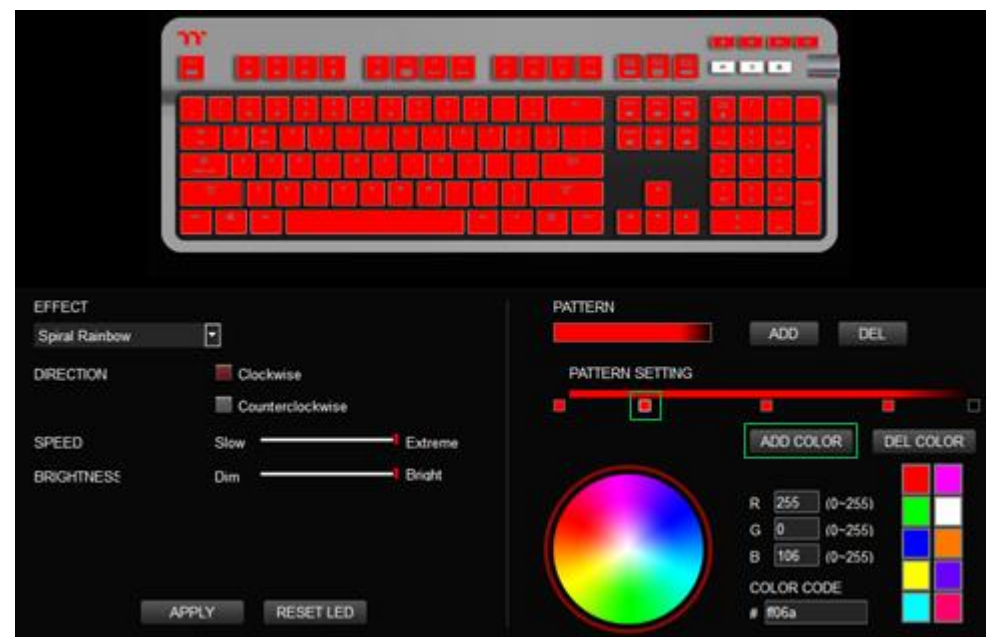 EFFECT
Spiral Rainbow
DIRECTION
Clockwise
Counterclockwise
SPEED
Slow
Extreme
BRIGHTNESS
Dim
Bright
APPLY
RESET LED
PATTERN
ADD
DEL
PATTERN SETTING
ADD COLOR
DEL COLOR
R 255 (0~255)
G 0 (0~255)
B 106 (0~255)
COLOR CODE
# ff06a